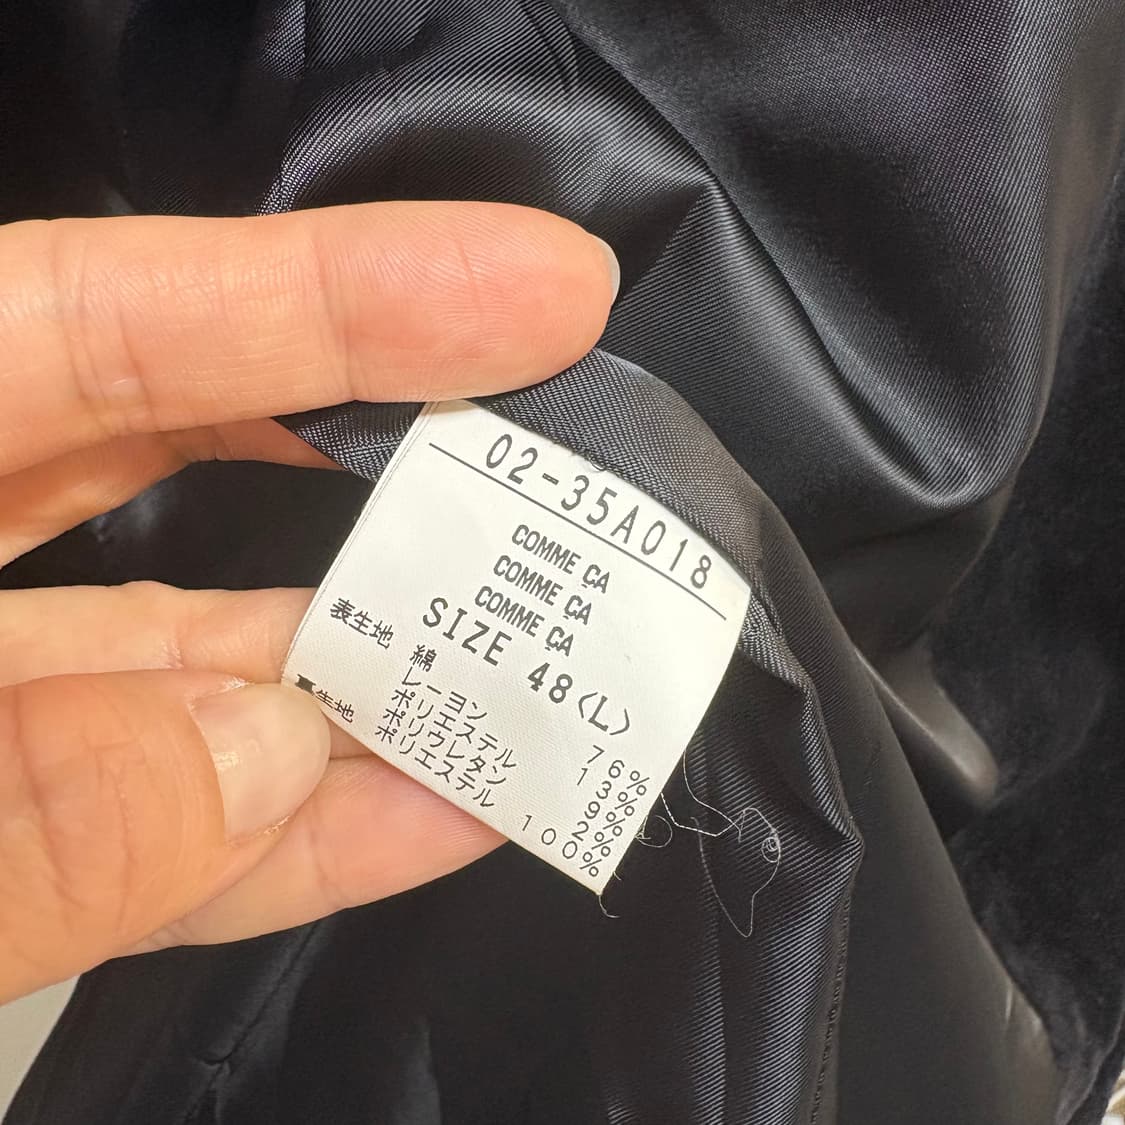 02-35A018
COMME ÇA
COMME ÇA
COMME ÇA
SIZE 48(L)
表生地 綿 76%
レーヨン 13%
ポリエステル 9%
ポリウレタン 2%
生地 ポリエステル 100%